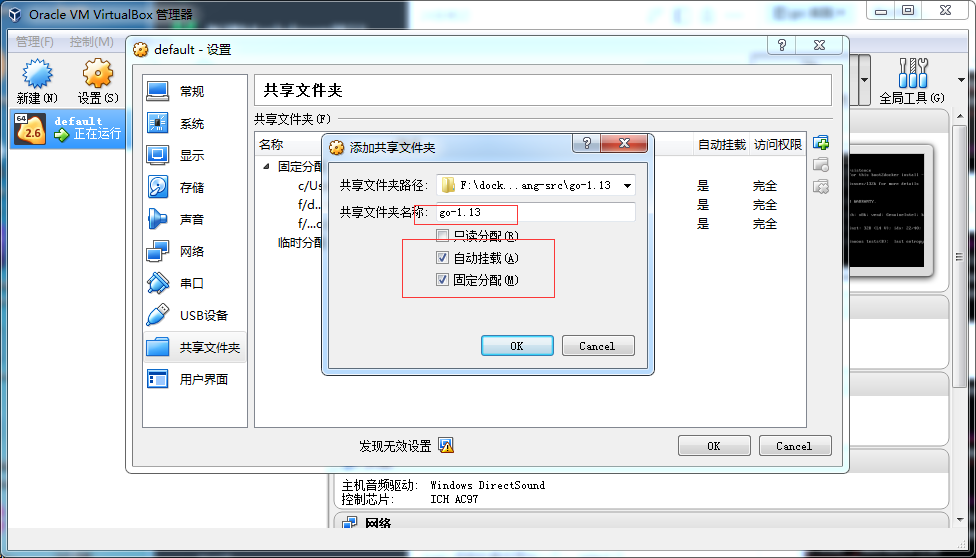 Oracle VM VirtualBox 管理器
管理(F) 控制(M)
新建(N) 设置(S)
全局工具(G)
64
2.6
default
正在运行
default - 设置
常规
系统
显示
存储
声音
网络
串口
USB设备
共享文件夹
用户界面
共享文件夹
共享文件夹(F)
名称
自动挂载 访问权限
固定分配
c/Us
是 完全
f/d...
是 完全
f/...c
是 完全
临时分配
添加共享文件夹
共享文件夹路径: F:\dock...ang-src\go-1.13
共享文件夹名称: go-1.13
只读分配(R)
自动挂载(A)
固定分配(M)
OK Cancel
发现无效设置
OK Cancel
主机音频驱动: Windows DirectSound
控制芯片: ICH AC97
网络